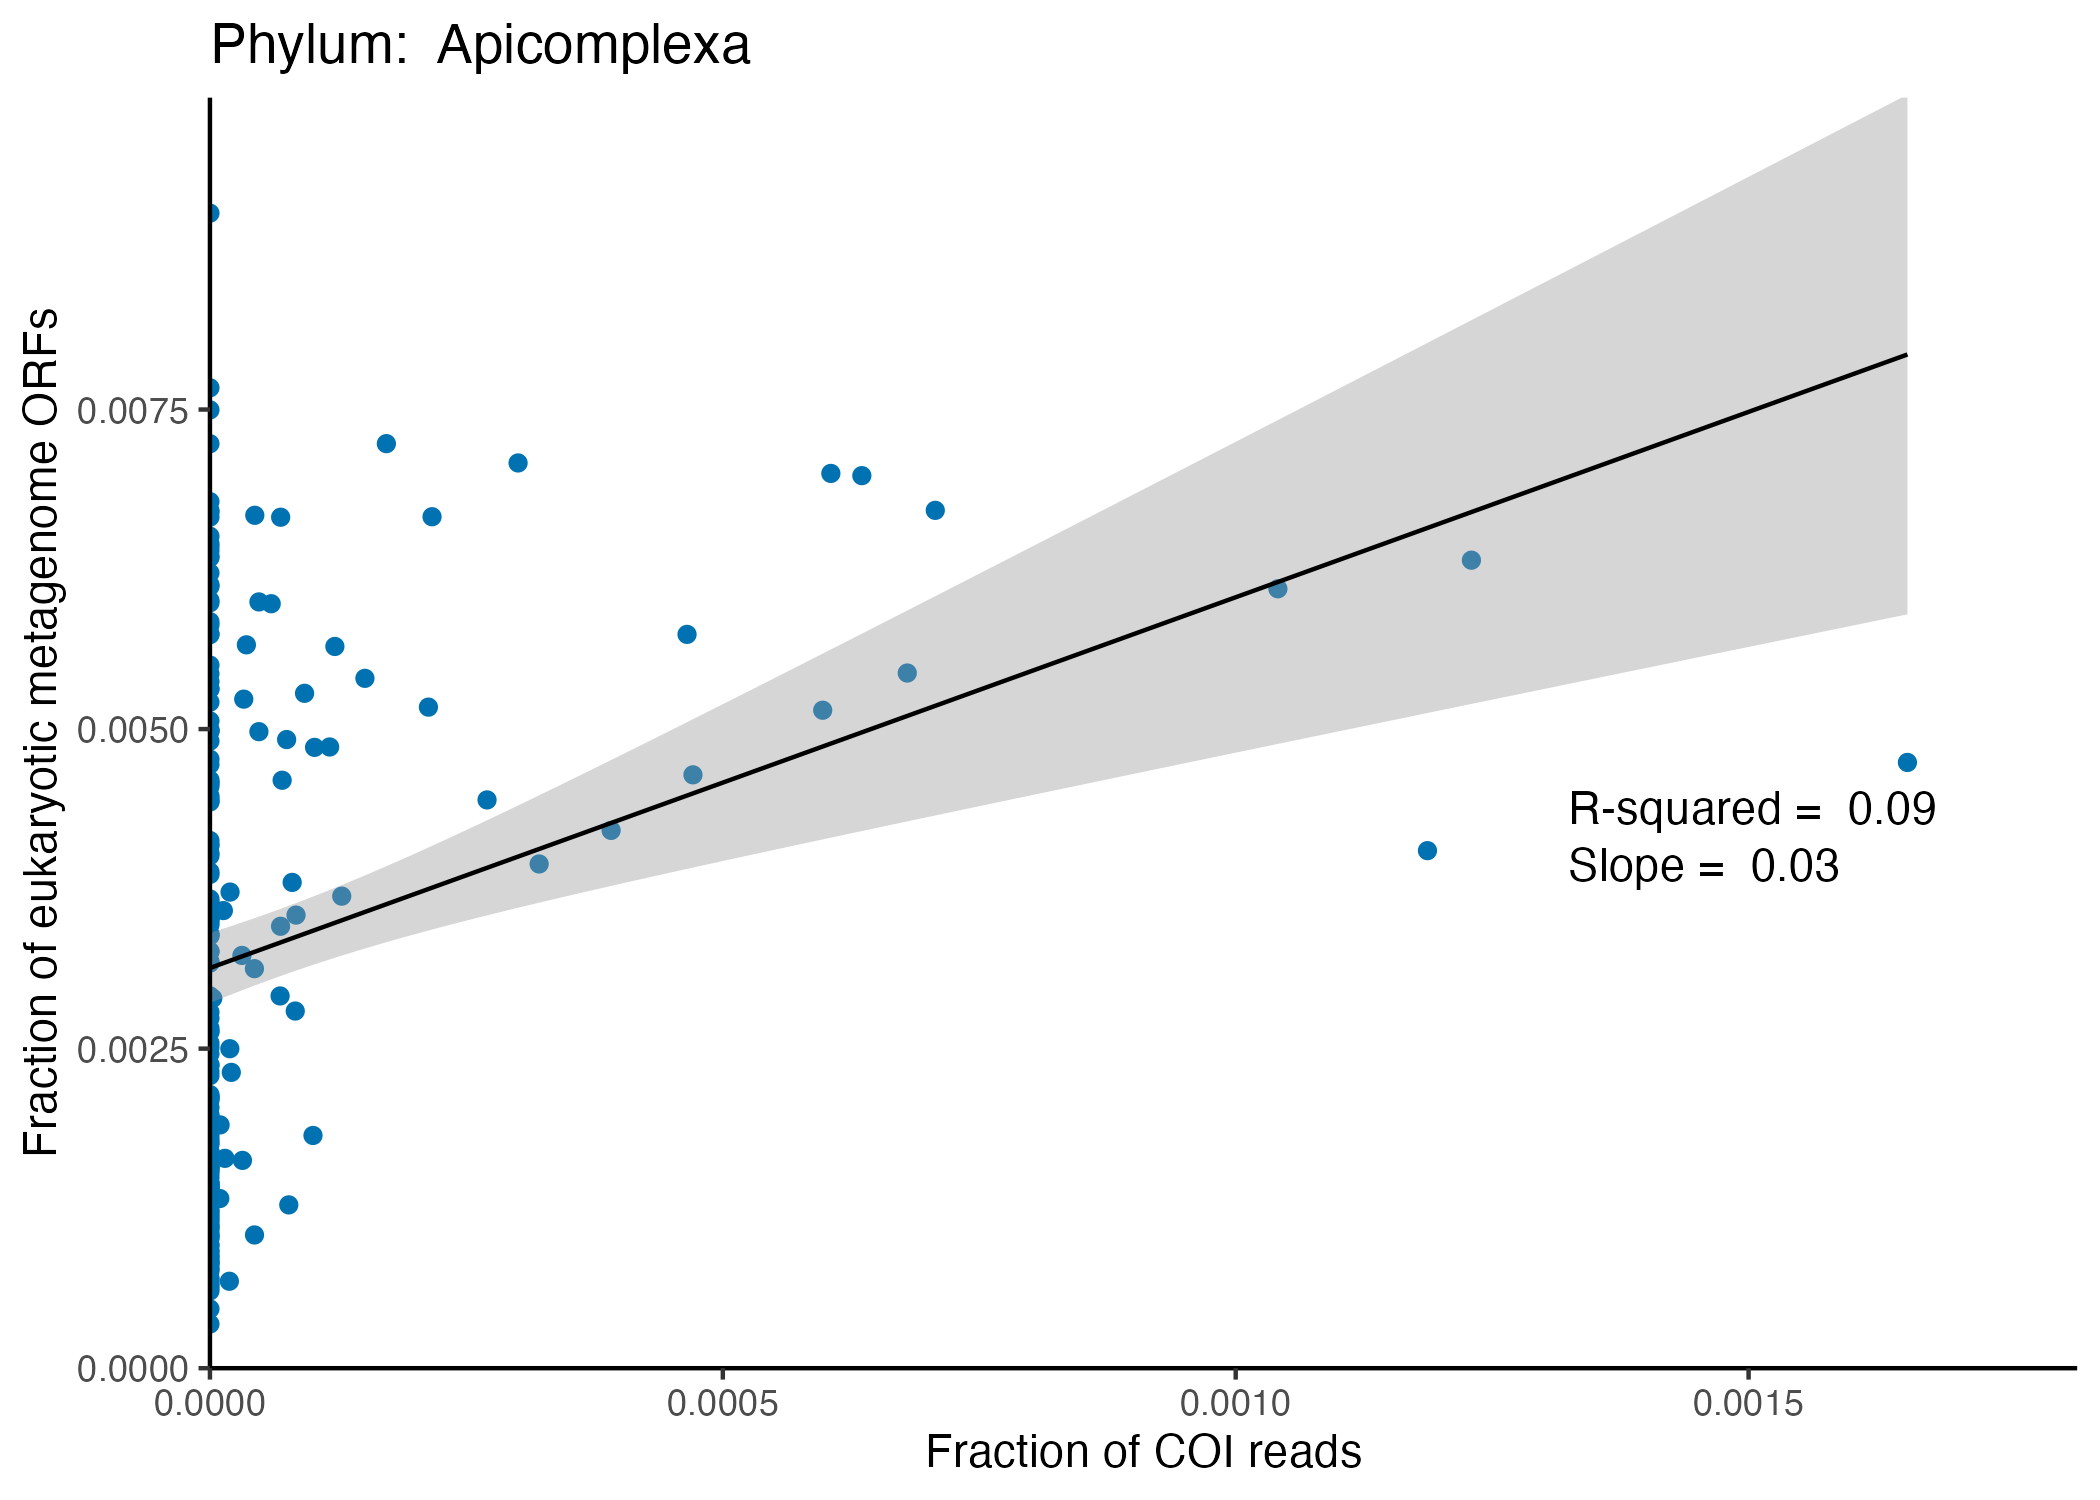 Phylum:  Apicomplexa
Fraction of eukaryotic metagenome ORFs
0.0075
0.0050
0.0025
0.0000
R-squared =  0.09
Slope =  0.03
0.0000 0.0005 0.0010 0.0015
Fraction of COI reads